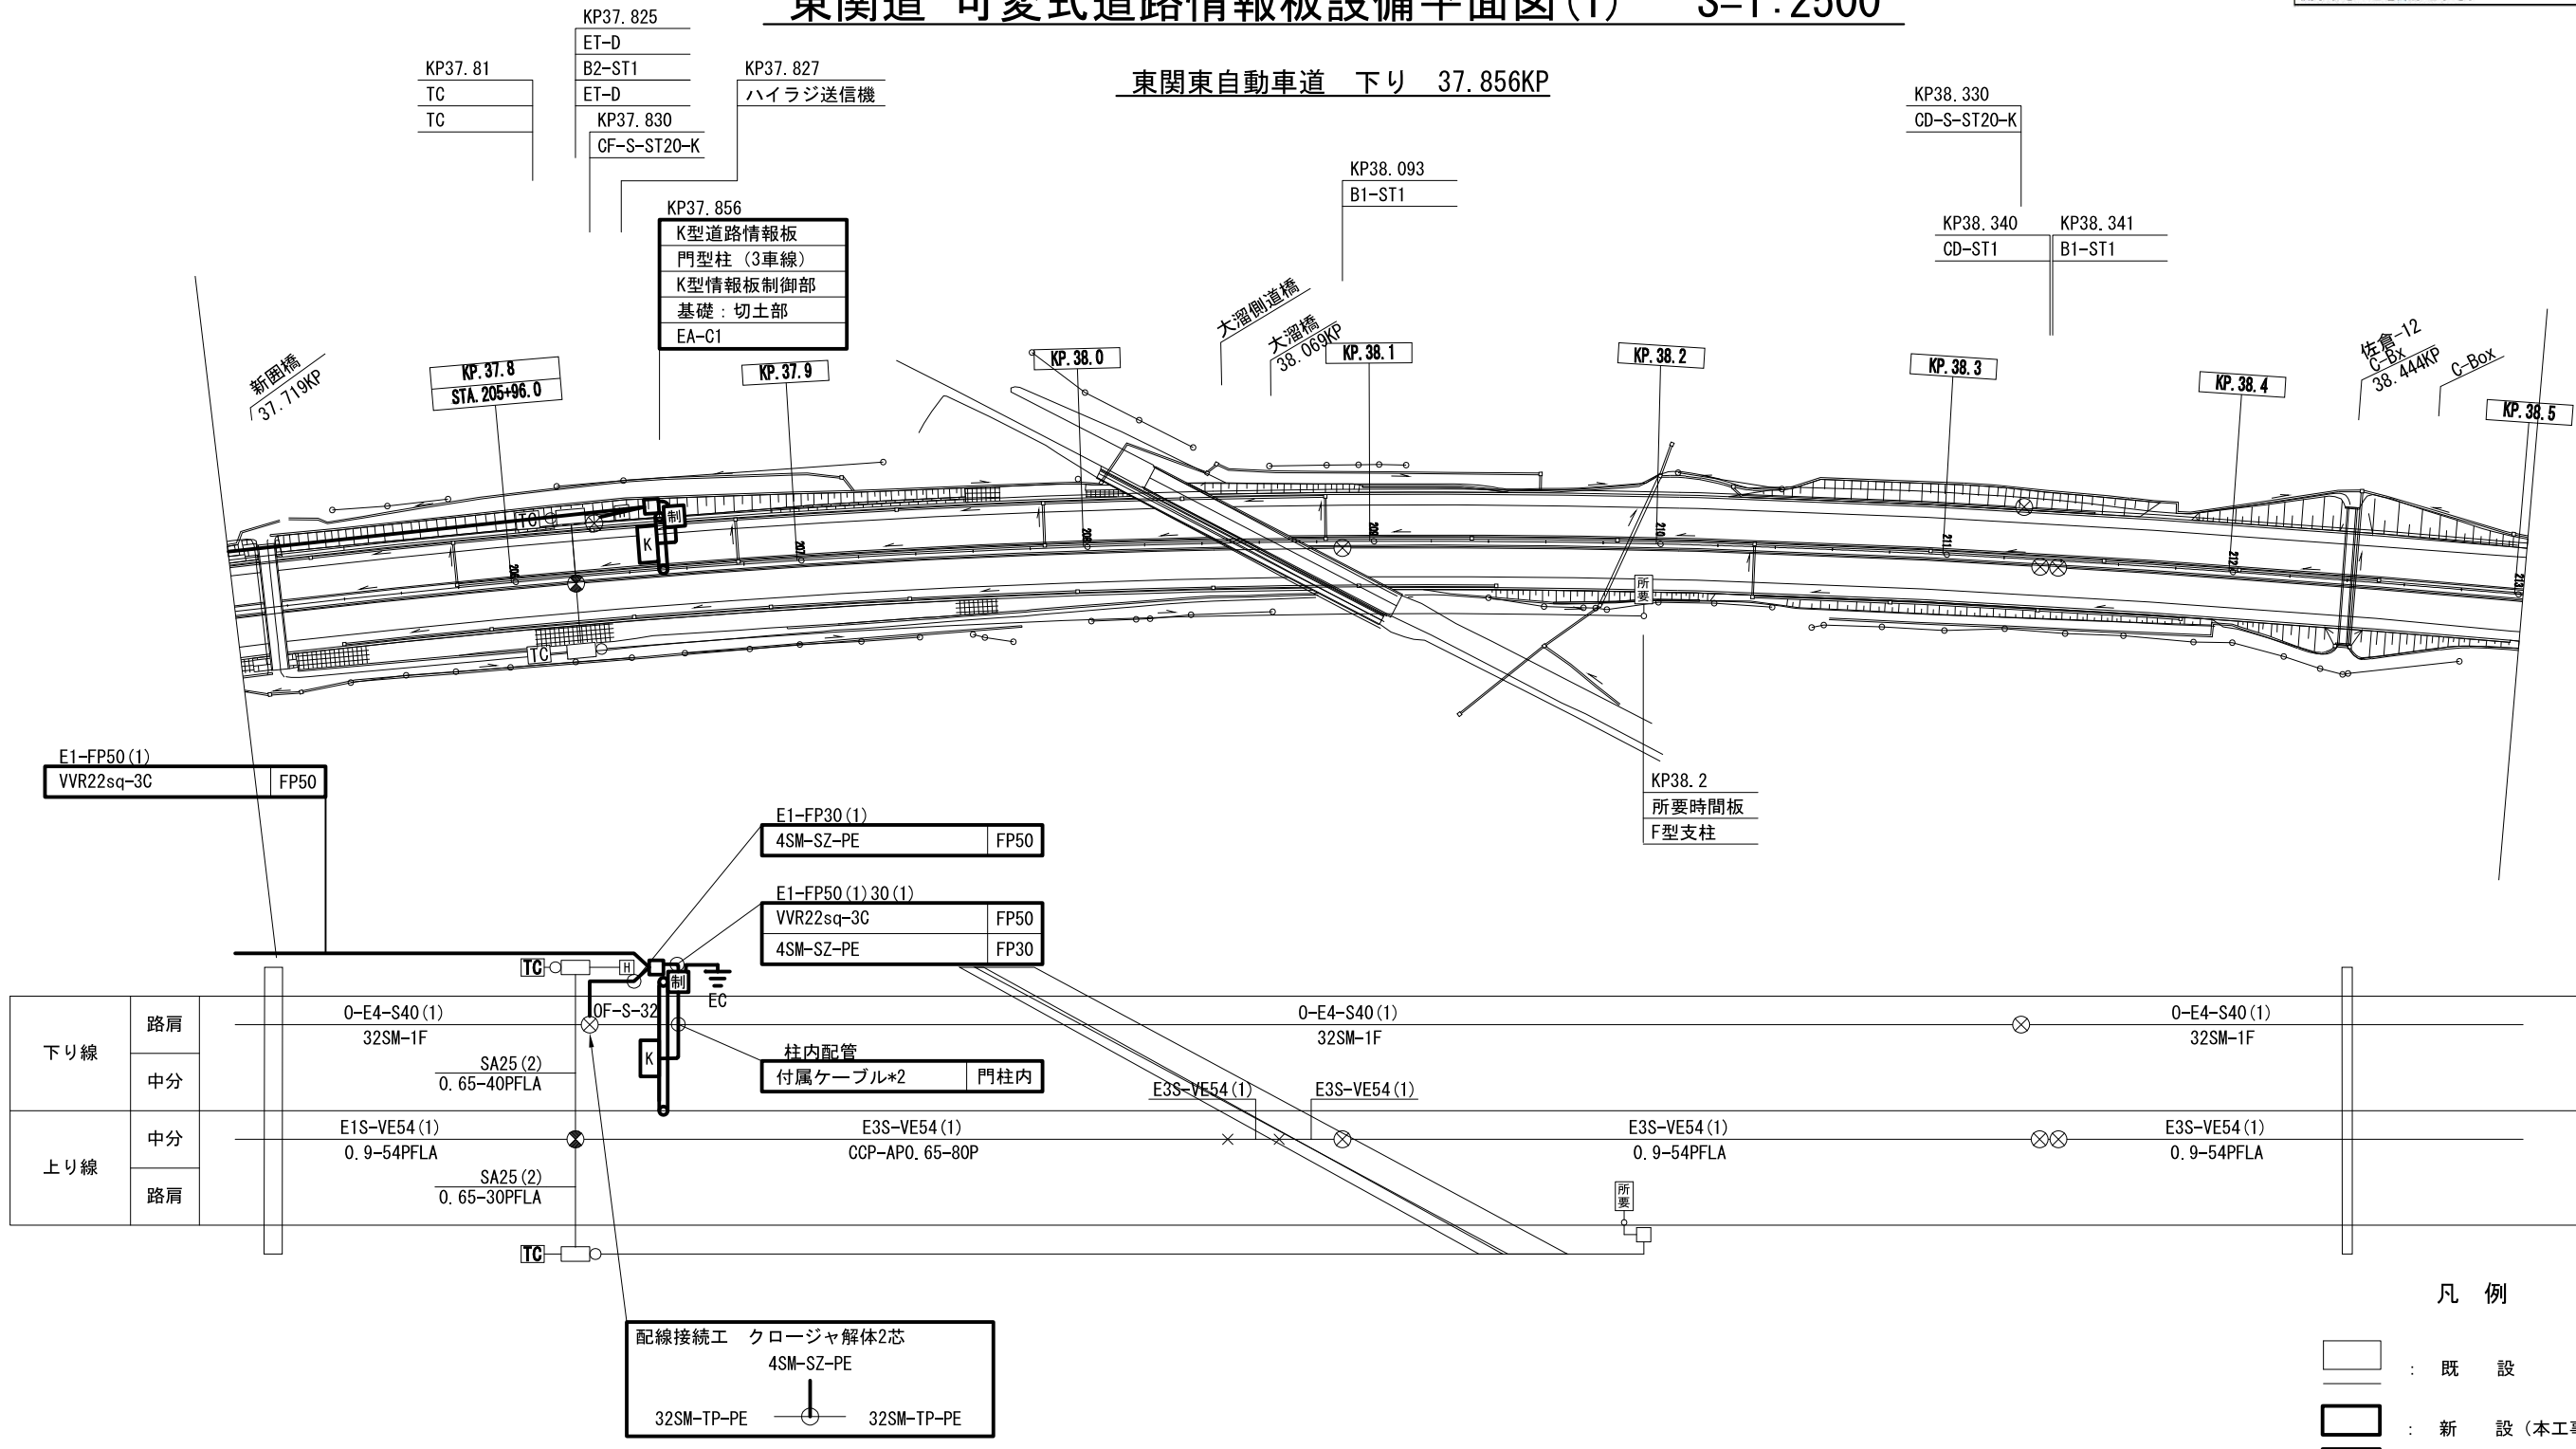 東関道 可変式道路情報板設備平面図(1) S=1:2500
東関東自動車道 下り 37.856KP
KP37.81
TC
TC
KP37.825
ET-D
B2-ST1
ET-D
KP37.830
CF-S-ST20-K
KP37.827
ハイラジ送信機
KP37.856
K型道路情報板
門型柱（3車線）
K型情報板制御部
基礎：切土部
EA-C1
KP38.093
B1-ST1
KP38.330
CD-S-ST20-K
KP38.340
CD-ST1
KP38.341
B1-ST1
新囲橋
37.719KP
KP.37.8
STA.205+96.0
KP.37.9
KP.38.0
大溜側道橋
大溜橋
38.069KP
KP.38.1
KP.38.2
KP.38.3
KP.38.4
佐倉-12
C-Bx
38.444KP
C-Box
KP.38.5
TC
制
K
206
207
208
209
210
211
212
213
所要
TC
KP38.2
所要時間板
F型支柱
E1-FP50(1)
VVR22sq-3C FP50
E1-FP30(1)
4SM-SZ-PE FP50
E1-FP50(1)30(1)
VVR22sq-3C FP50
4SM-SZ-PE FP30
TC
H
制
EC
下り線
路肩
中分
O-E4-S40(1)
32SM-1F
OF-S-32
O-E4-S40(1)
32SM-1F
O-E4-S40(1)
32SM-1F
K
柱内配管
付属ケーブル*2 門柱内
SA25(2)
0.65-40PFLA
E3S-VE54(1)
E3S-VE54(1)
上り線
中分
路肩
E1S-VE54(1)
0.9-54PFLA
E3S-VE54(1)
CCP-AP0.65-80P
E3S-VE54(1)
0.9-54PFLA
E3S-VE54(1)
0.9-54PFLA
SA25(2)
0.65-30PFLA
所要
TC
配線接続工 クロージャ解体2芯
4SM-SZ-PE
32SM-TP-PE 32SM-TP-PE
凡 例
： 既 設
： 新 設（本工